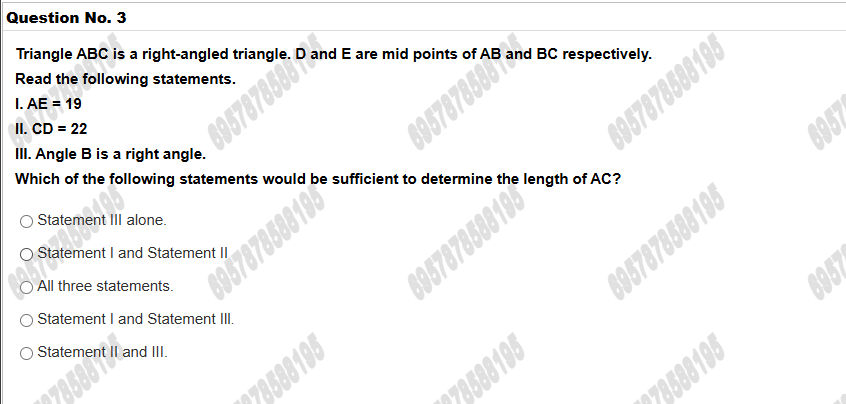 Question No. 3
Triangle ABC is a right-angled triangle. D and E are mid points of AB and BC respectively.
Read the following statements.
I. AE = 19
II. CD = 22
III. Angle B is a right angle.
Which of the following statements would be sufficient to determine the length of AC?
Statement III alone.
Statement I and Statement II
All three statements.
Statement I and Statement III.
Statement II and III.